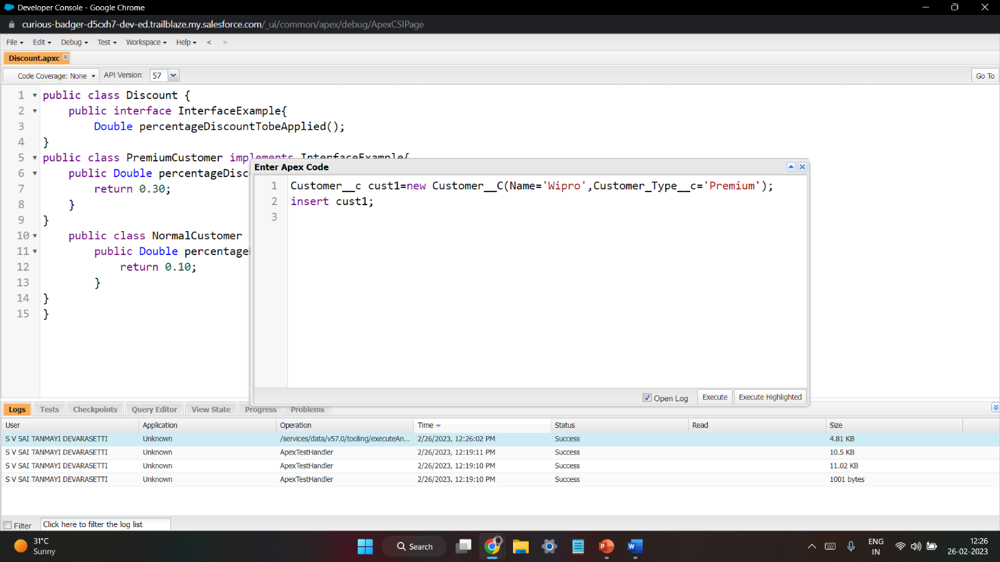 Developer Console - Google Chrome
curious-badger-d5cxh7-dev-ed.trailblaze.my.salesforce.com/_ui/common/apex/debug/ApexCSIPage
File Edit Debug Test Workspace Help < >
Discount.apxc
Code Coverage: None API Version: 57 Go To
1 public class Discount {
2 public interface InterfaceExample{
3 Double percentageDiscountTobeApplied();
4 }
5 public class PremiumCustomer implements InterfaceExample{
6 public Double percentageDisc
7 return 0.30;
8 }
9 }
10 public class NormalCustomer
11 public Double percentage
12 return 0.10;
13 }
14 }
15 }
Enter Apex Code
1 Customer__c cust1=new Customer__C(Name='Wipro',Customer_Type__c='Premium');
2 insert cust1;
3
Open Log Execute Execute Highlighted
Logs Tests Checkpoints Query Editor View State Progress Problems
User Application Operation Time Status Read Size
S V SAI TANMAYI DEVARASETTI Unknown /services/data/v57.0/tooling/executeAn... 2/26/2023, 12:26:02 PM Success 4.81 KB
S V SAI TANMAYI DEVARASETTI Unknown ApexTestHandler 2/26/2023, 12:19:11 PM Success 10.5 KB
S V SAI TANMAYI DEVARASETTI Unknown ApexTestHandler 2/26/2023, 12:19:10 PM Success 11.02 KB
S V SAI TANMAYI DEVARASETTI Unknown ApexTestHandler 2/26/2023, 12:19:10 PM Success 1001 bytes
Filter Click here to filter the log list
31°C
Sunny
Search
ENG
IN
12:26
26-02-2023